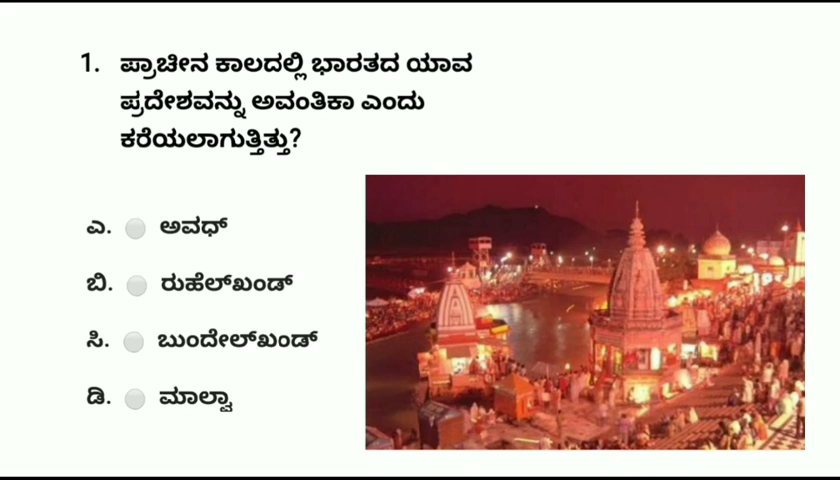 1. ಪ್ರಾಚೀನ ಕಾಲದಲ್ಲಿ ಭಾರತದ ಯಾವ
ಪ್ರದೇಶವನ್ನು ಅವಂತಿಕಾ ಎಂದು
ಕರೆಯಲಾಗುತ್ತಿತ್ತು?
ಎ. ಅವಧ್
ಬಿ. ರುಹೆಲ್‌ಖಂಡ್
ಸಿ. ಬುಂದೇಲ್‌ಖಂಡ್
ಡಿ. ಮಾಲ್ವಾ